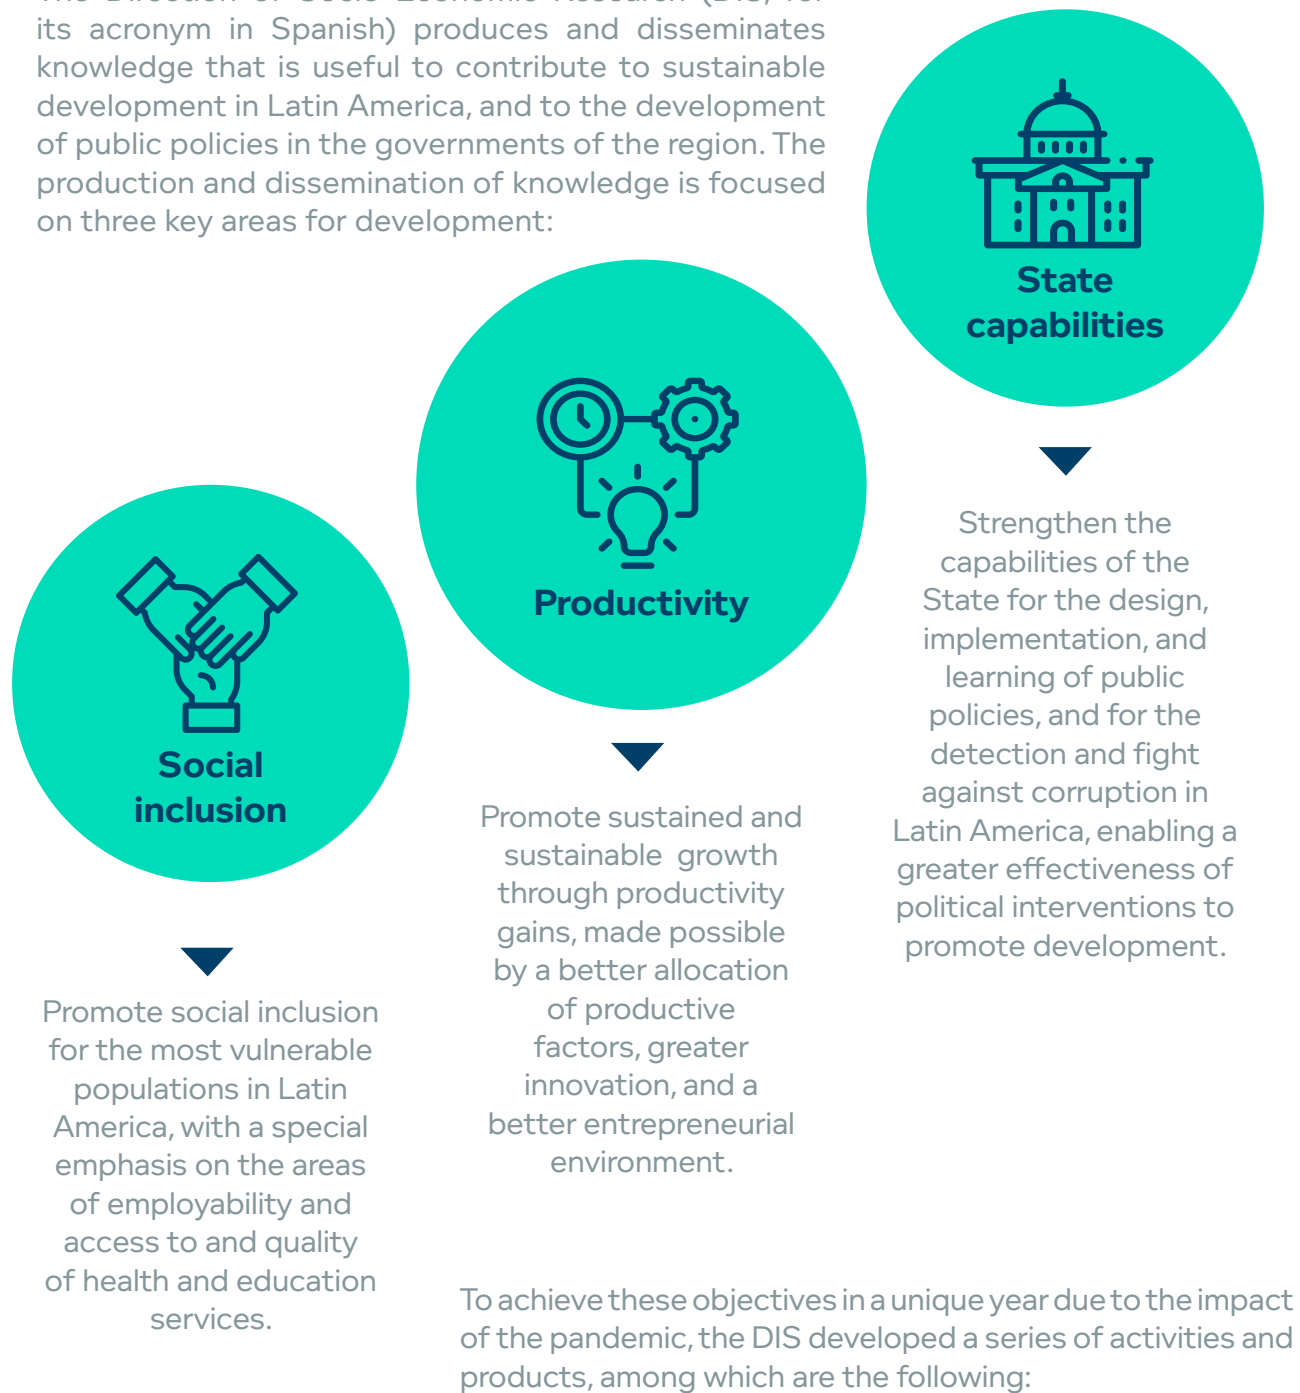 The Direction of Socio Economic Research (DIS, for
its acronym in Spanish) produces and disseminates
knowledge that is useful to contribute to sustainable
development in Latin America, and to the development
of public policies in the governments of the region. The
production and dissemination of knowledge is focused
on three key areas for development:
Social
inclusion
Promote social inclusion
for the most vulnerable
populations in Latin
America, with a special
emphasis on the areas
of employability and
access to and quality
of health and education
services.
Productivity
Promote sustained and
sustainable growth
through productivity
gains, made possible
by a better allocation
of productive
factors, greater
innovation, and a
better entrepreneurial
environment.
State
capabilities
Strengthen the
capabilities of the
State for the design,
implementation, and
learning of public
policies, and for the
detection and fight
against corruption in
Latin America, enabling a
greater effectiveness of
political interventions to
promote development.
To achieve these objectives in a unique year due to the impact
of the pandemic, the DIS developed a series of activities and
products, among which are the following: